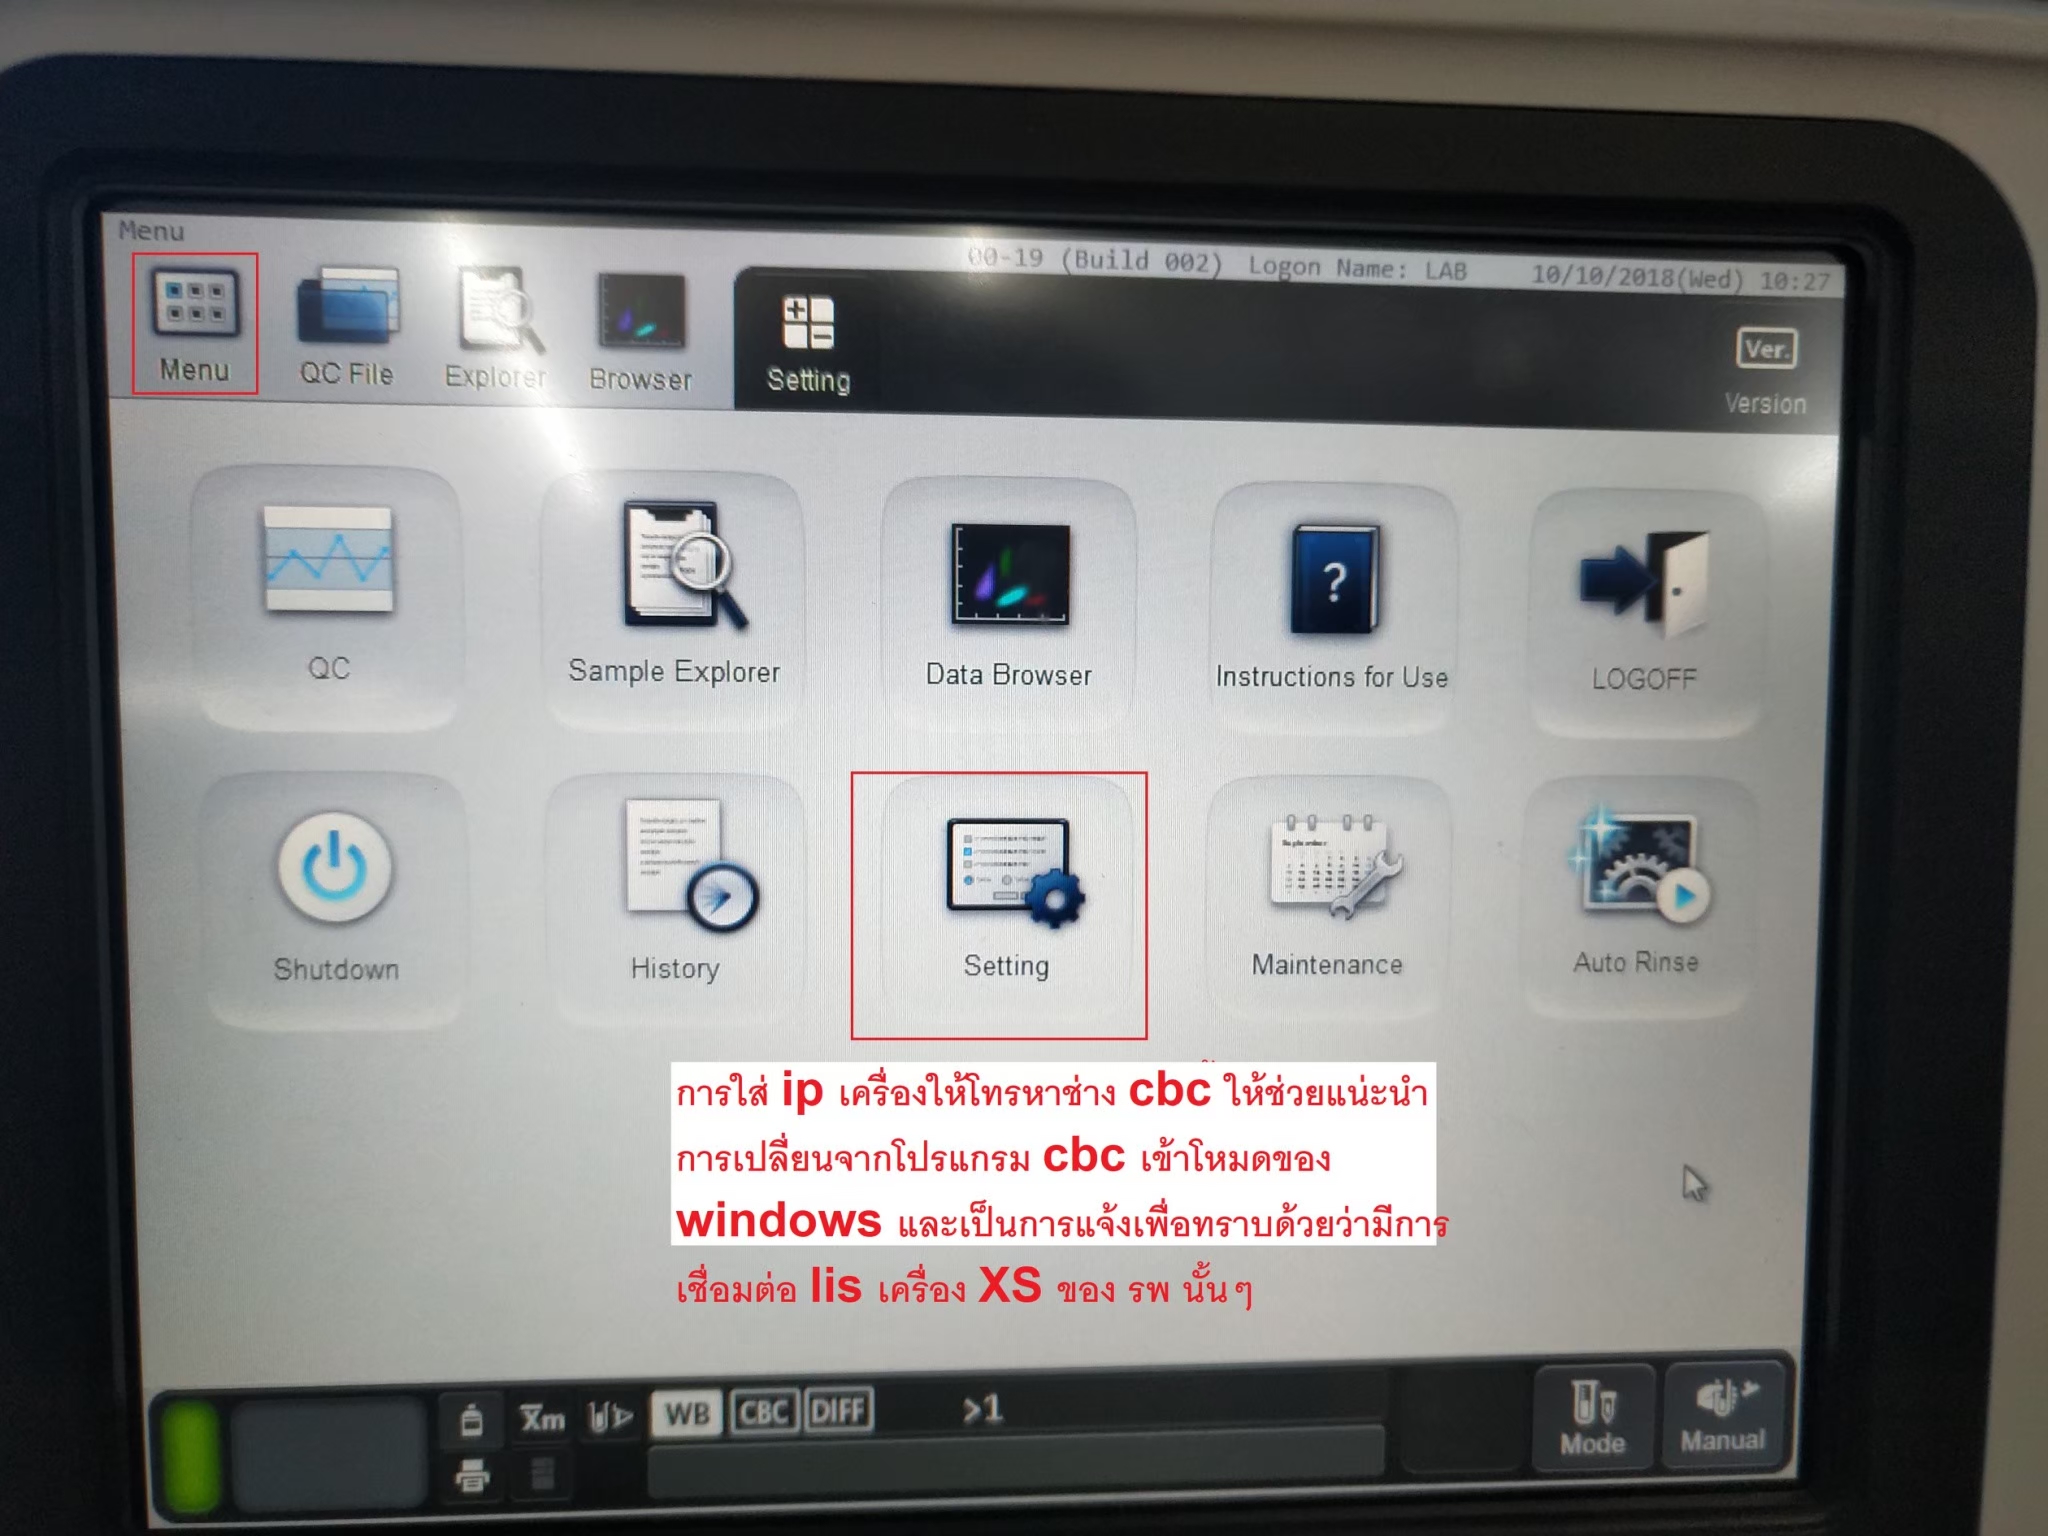 Menu
00-19 (Build 002) Logon Name: LAB 10/10/2018(Wed) 10:27
Menu
QC File
Explorer
Browser
Setting
Ver.
Version
QC
Sample Explorer
Data Browser
?
Instructions for Use
LOGOFF
Shutdown
History
Setting
Maintenance
Auto Rinse
การใส่ ip เครื่องให้โทรหาช่าง cbc ให้ช่วยแน่ะนำ
การเปลี่ยนจากโปรแกรม cbc เข้าโหมดของ
windows และเป็นการแจ้งเพื่อทราบด้วยว่ามีการ
เชื่อมต่อ lis เครื่อง XS ของ รพ นั้นๆ
Xm WB CBC DIFF >1
Mode
Manual